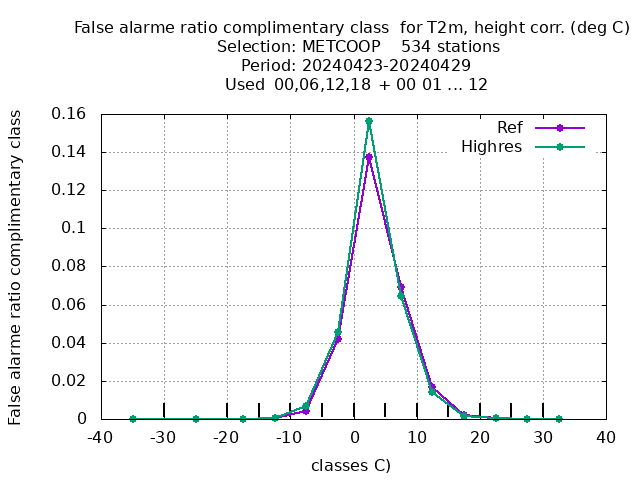 False alarme ratio complimentary class  for T2m, height corr. (deg C)
Selection: METCOOP    534 stations
Period: 20240423-20240429
Used  00,06,12,18 + 00 01 ... 12
False alarme ratio complimentary class
0.16
0.14
0.12
0.1
0.08
0.06
0.04
0.02
0
Ref
Highres
-40 -30 -20 -10 0 10 20 30 40
classes C)